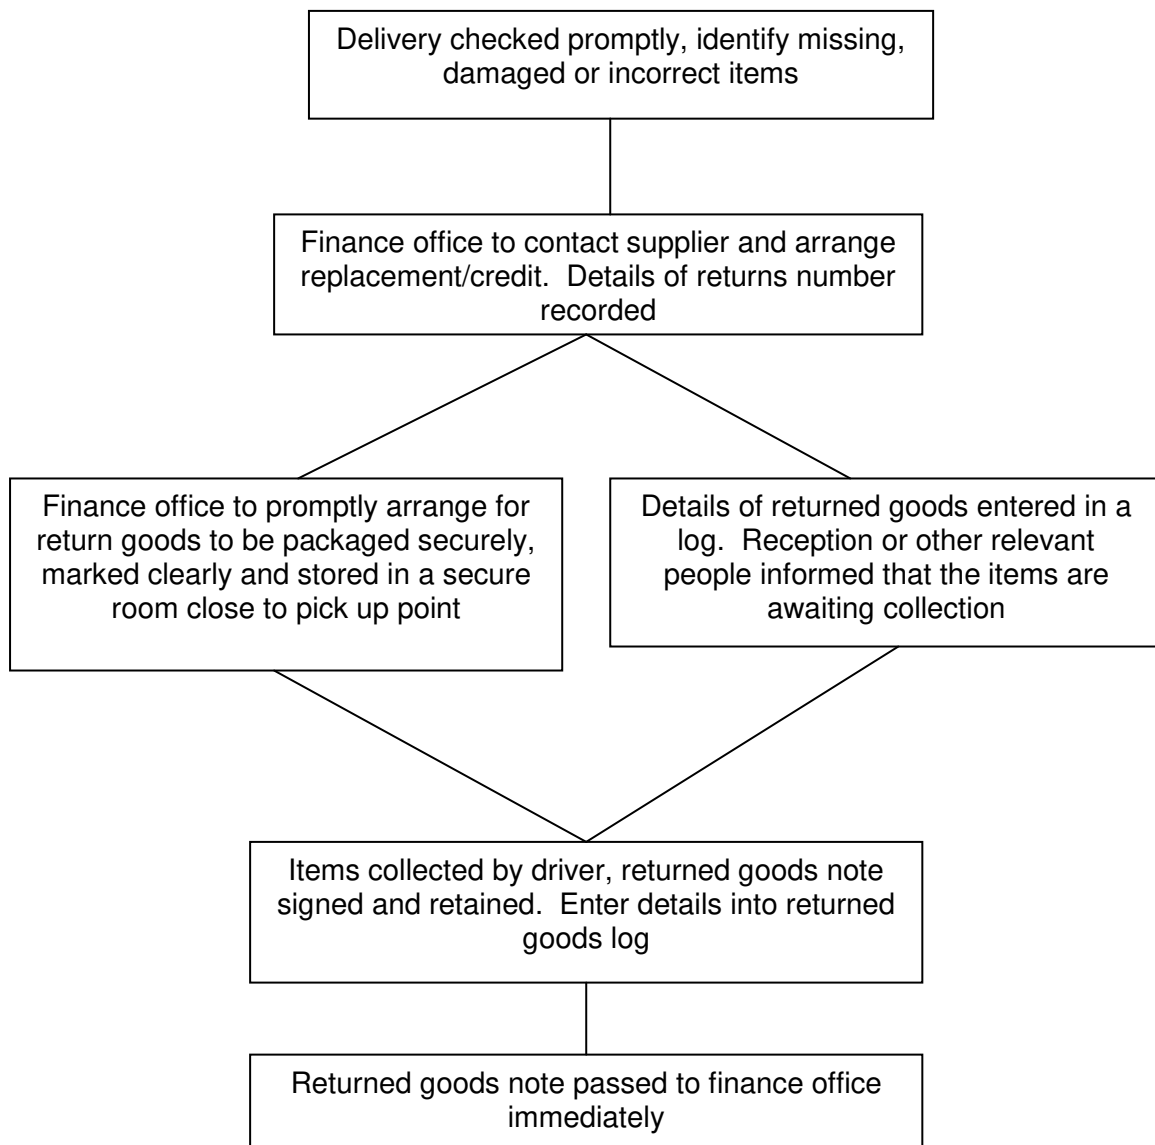 Delivery checked promptly, identify missing,
damaged or incorrect items
Finance office to contact supplier and arrange
replacement/credit.  Details of returns number
recorded
Finance office to promptly arrange for
return goods to be packaged securely,
marked clearly and stored in a secure
room close to pick up point
Details of returned goods entered in a
log.  Reception or other relevant
people informed that the items are
awaiting collection
Items collected by driver, returned goods note
signed and retained.  Enter details into returned
goods log
Returned goods note passed to finance office
immediately